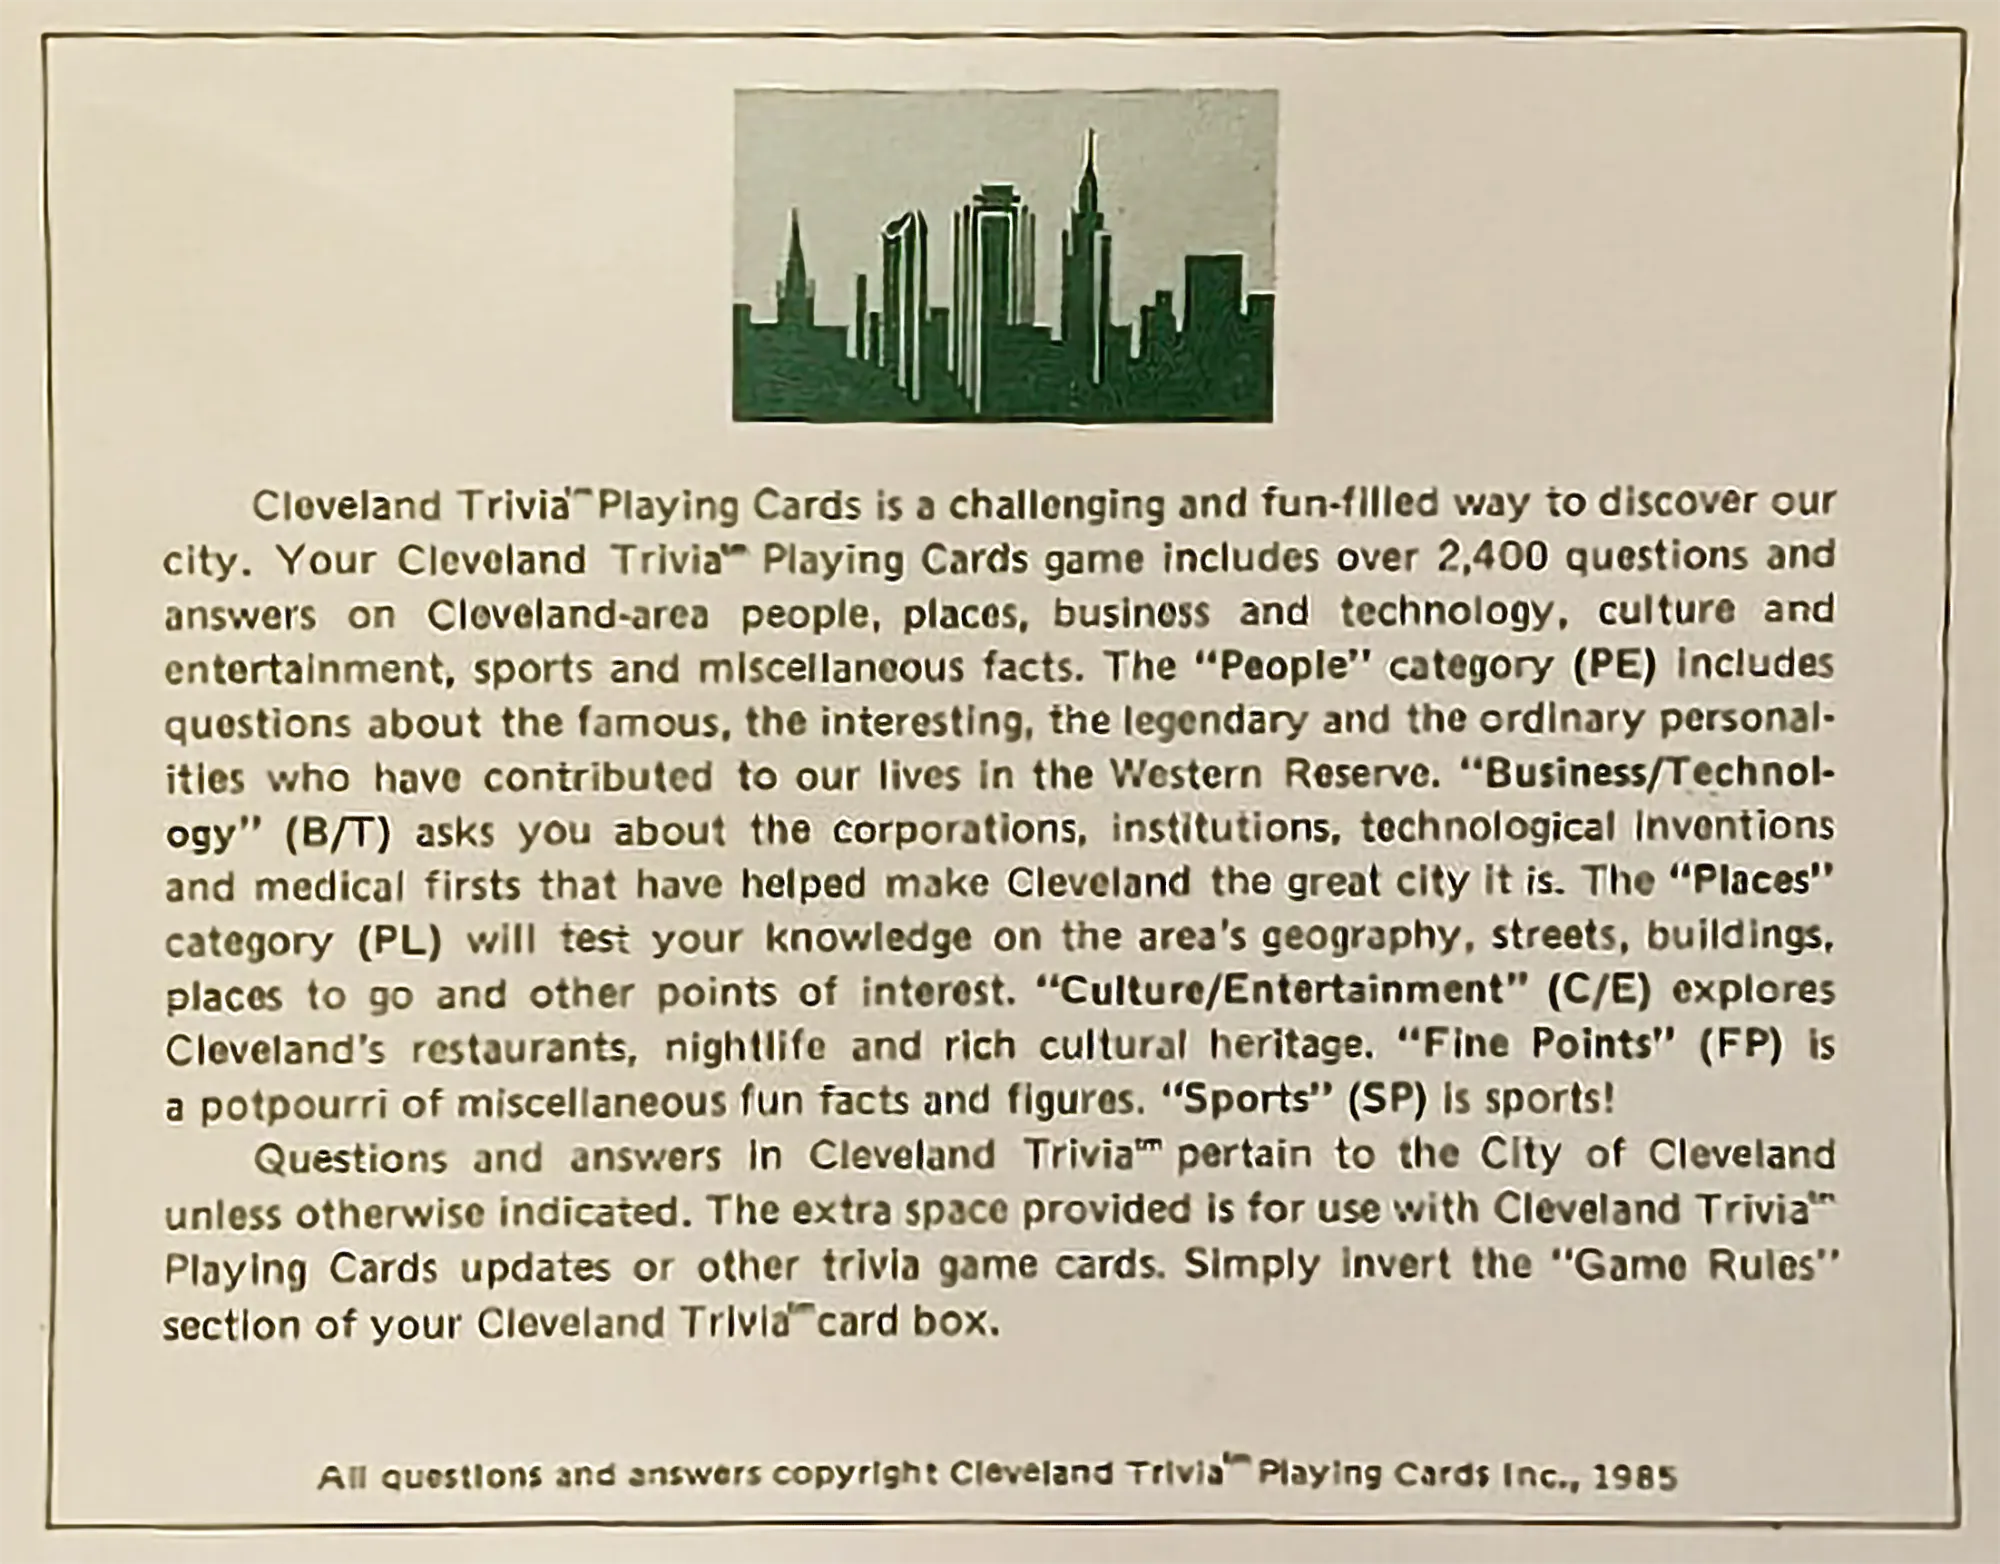 Cleveland Trivia™ Playing Cards is a challenging and fun-filled way to discover our
city. Your Cleveland Trivia™ Playing Cards game includes over 2,400 questions and
answers on Cleveland-area people, places, business and technology, culture and
entertainment, sports and miscellaneous facts. The "People" category (PE) includes
questions about the famous, the interesting, the legendary and the ordinary personal-
ities who have contributed to our lives in the Western Reserve. "Business/Technol-
ogy" (B/T) asks you about the corporations, institutions, technological inventions
and medical firsts that have helped make Cleveland the great city it is. The "Places"
category (PL) will test your knowledge on the area's geography, streets, buildings,
places to go and other points of interest. "Culture/Entertainment" (C/E) explores
Cleveland's restaurants, nightlife and rich cultural heritage. "Fine Points" (FP) is
a potpourri of miscellaneous fun facts and figures. "Sports" (SP) is sports!
Questions and answers in Cleveland Trivia™ pertain to the City of Cleveland
unless otherwise indicated. The extra space provided is for use with Cleveland Trivia™
Playing Cards updates or other trivia game cards. Simply invert the "Game Rules"
section of your Cleveland Trivia™ card box.
All questions and answers copyright Cleveland Trivia™ Playing Cards Inc., 1985